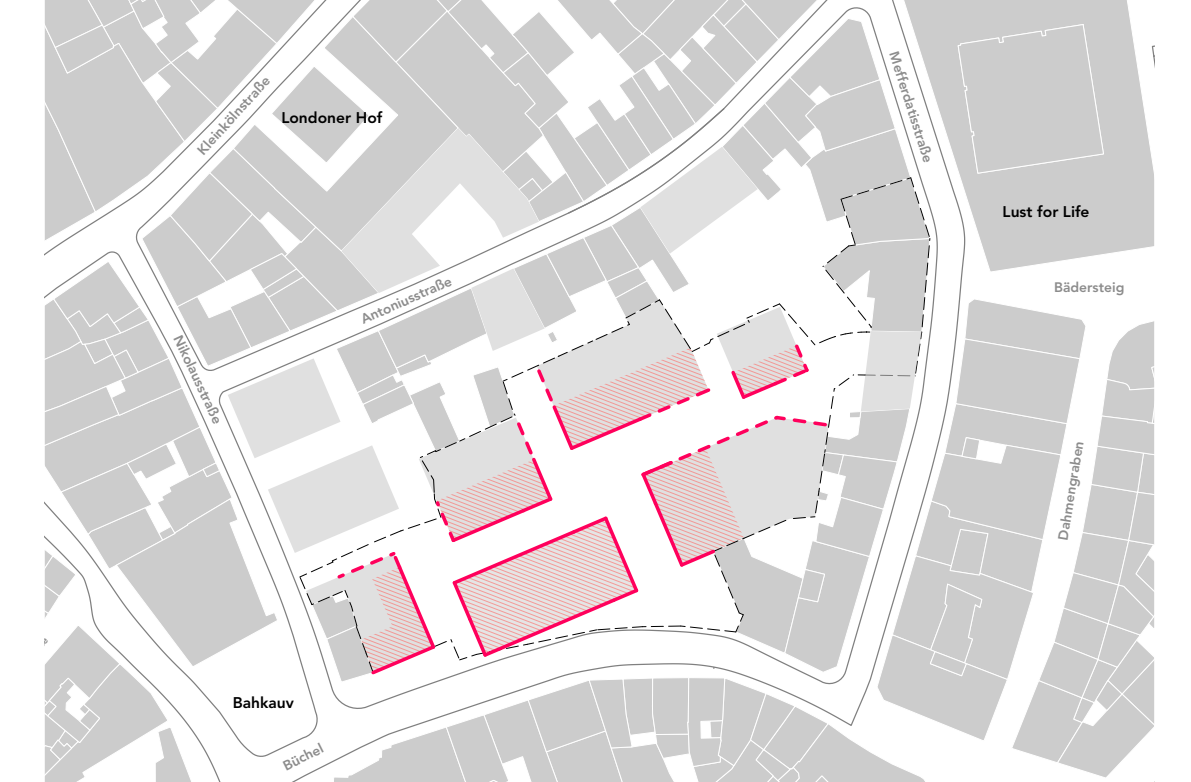 Kleinkölnstraße
Londoner Hof
Mefferdatisstraße
Lust for Life
Bädersteig
Antoniusstraße
Nikolausstraße
Dahmengraben
Bahkauv
Büchel